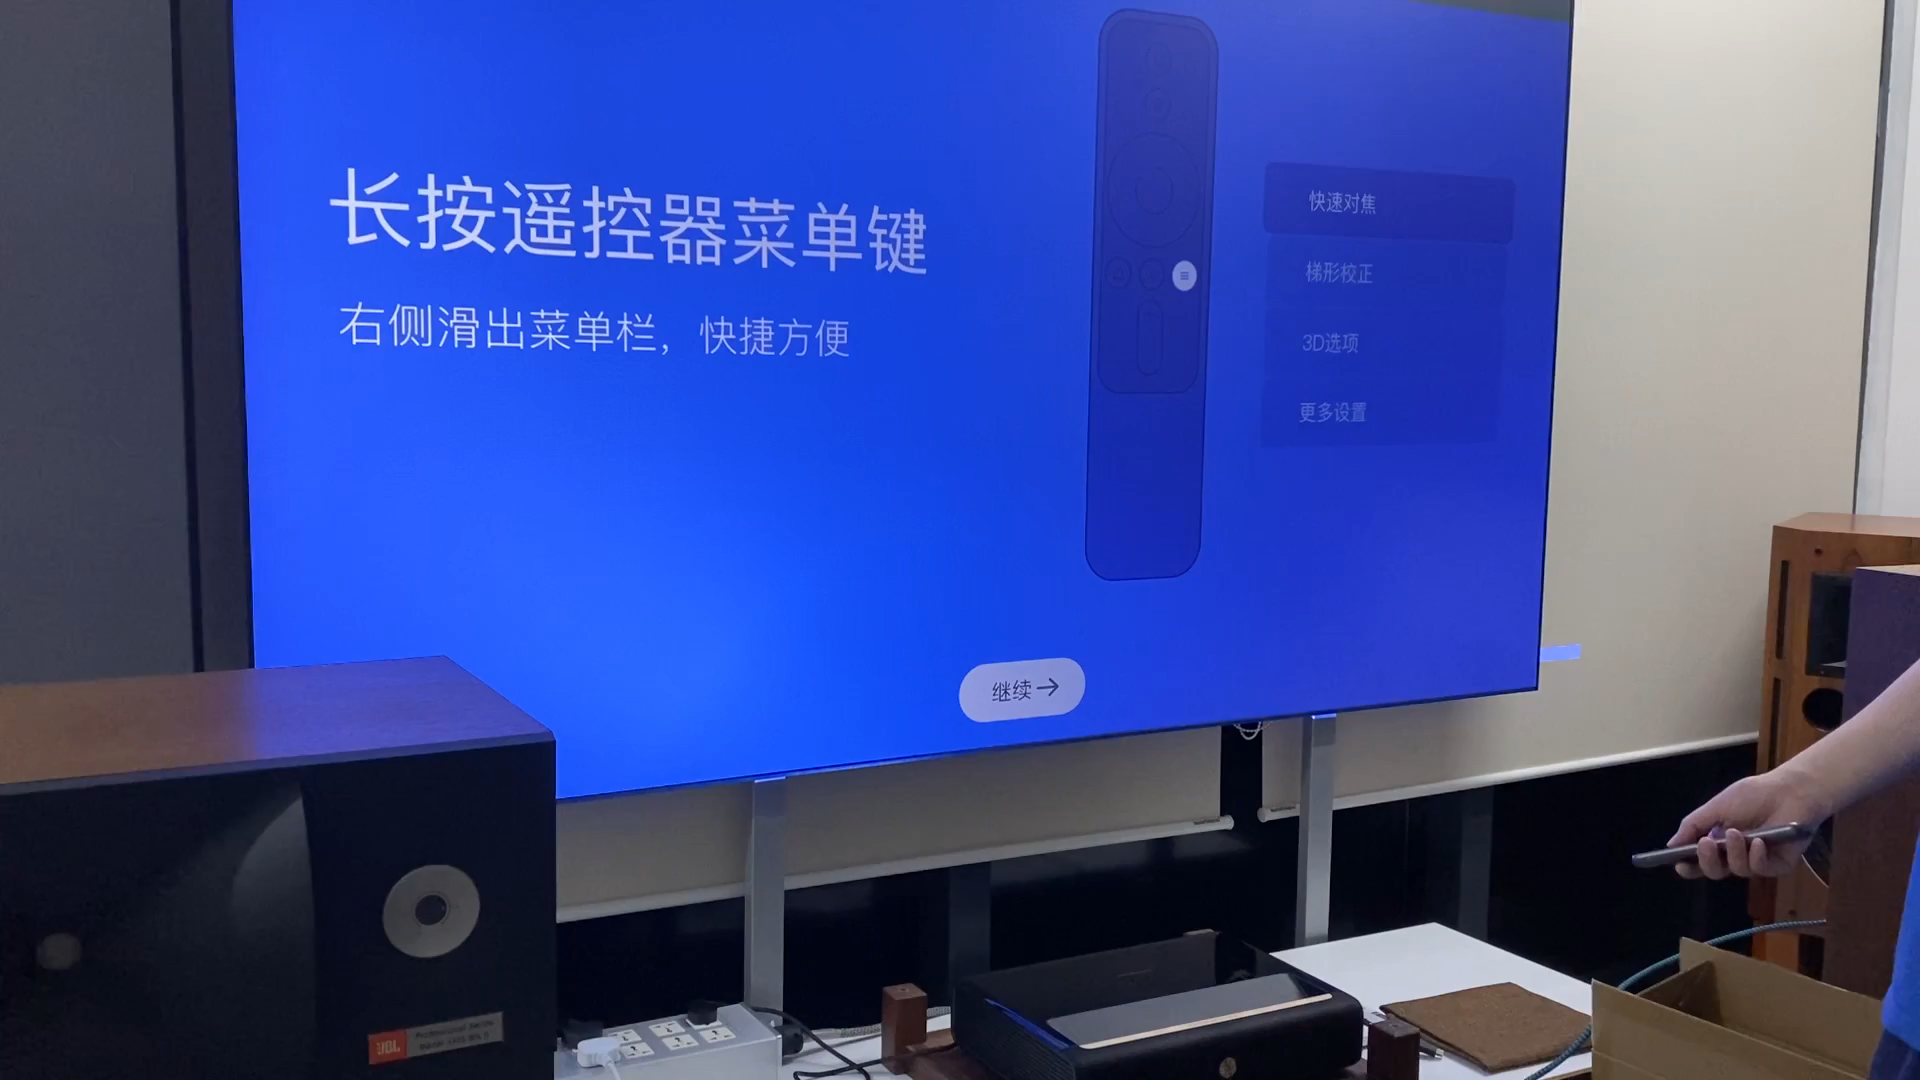 长按遥控器菜单键
右侧滑出菜单栏，快捷方便
快速对焦
梯形校正
3D选项
更多设置
继续→
JBL
Professional Series